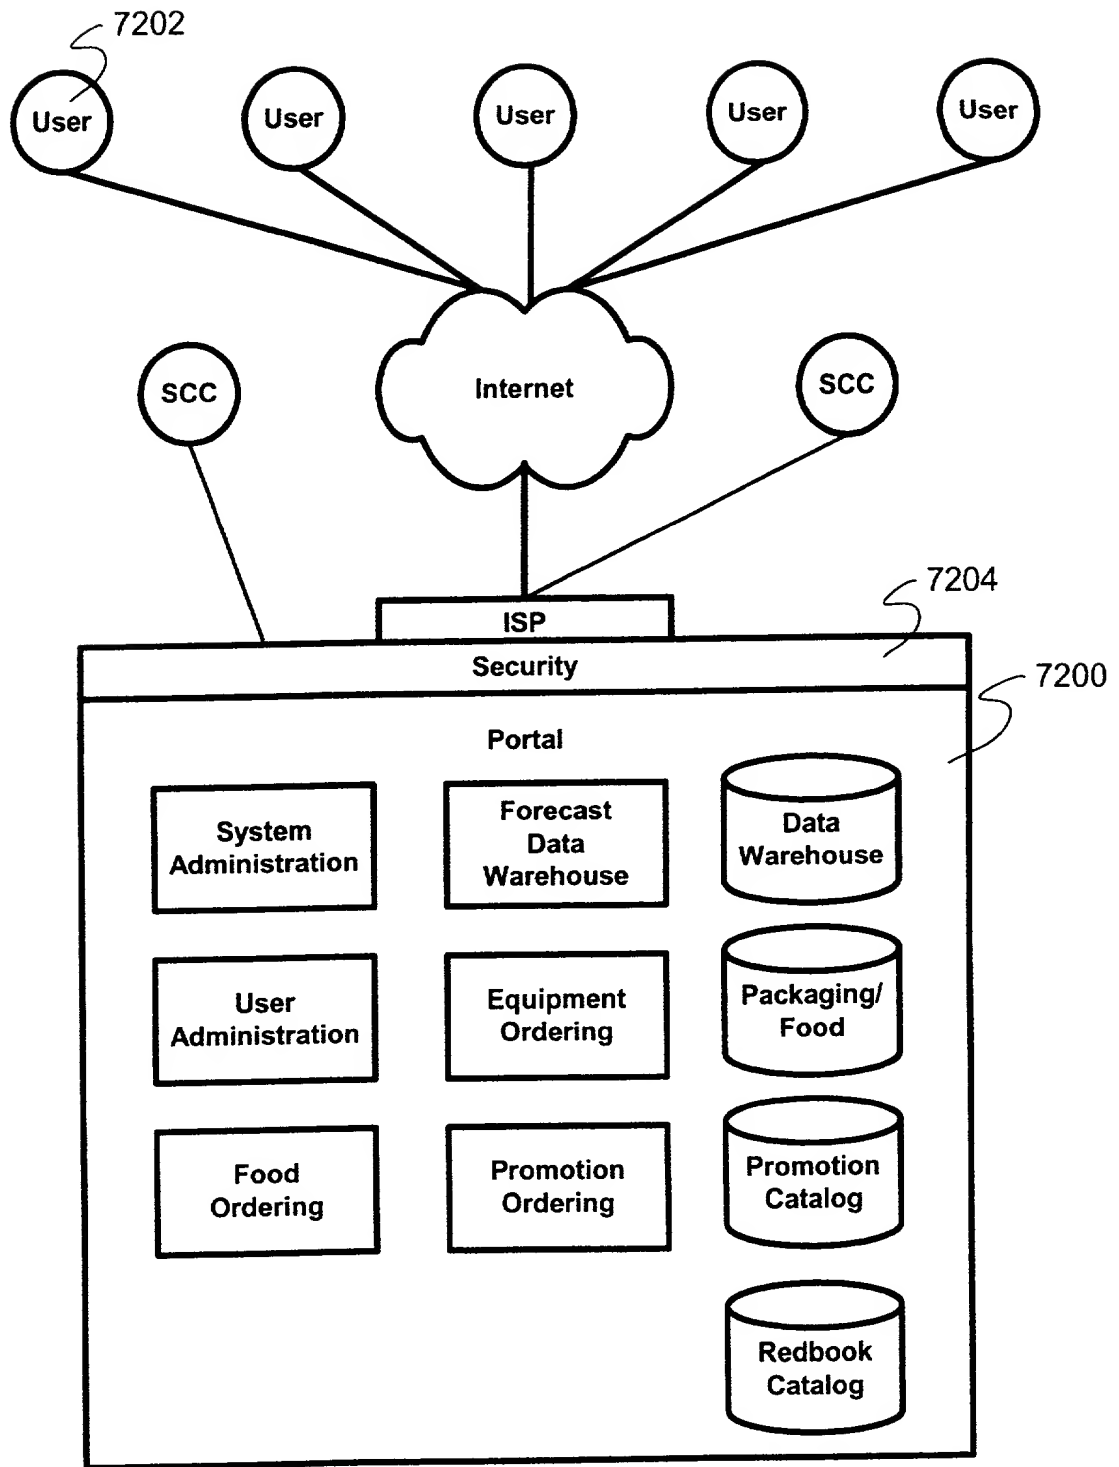 7202
User
User
User
User
User
SCC
Internet
SCC
7204
ISP
Security
7200
Portal
System
Administration
Forecast
Data
Warehouse
Data
Warehouse
User
Administration
Equipment
Ordering
Packaging/
Food
Food
Ordering
Promotion
Ordering
Promotion
Catalog
Redbook
Catalog